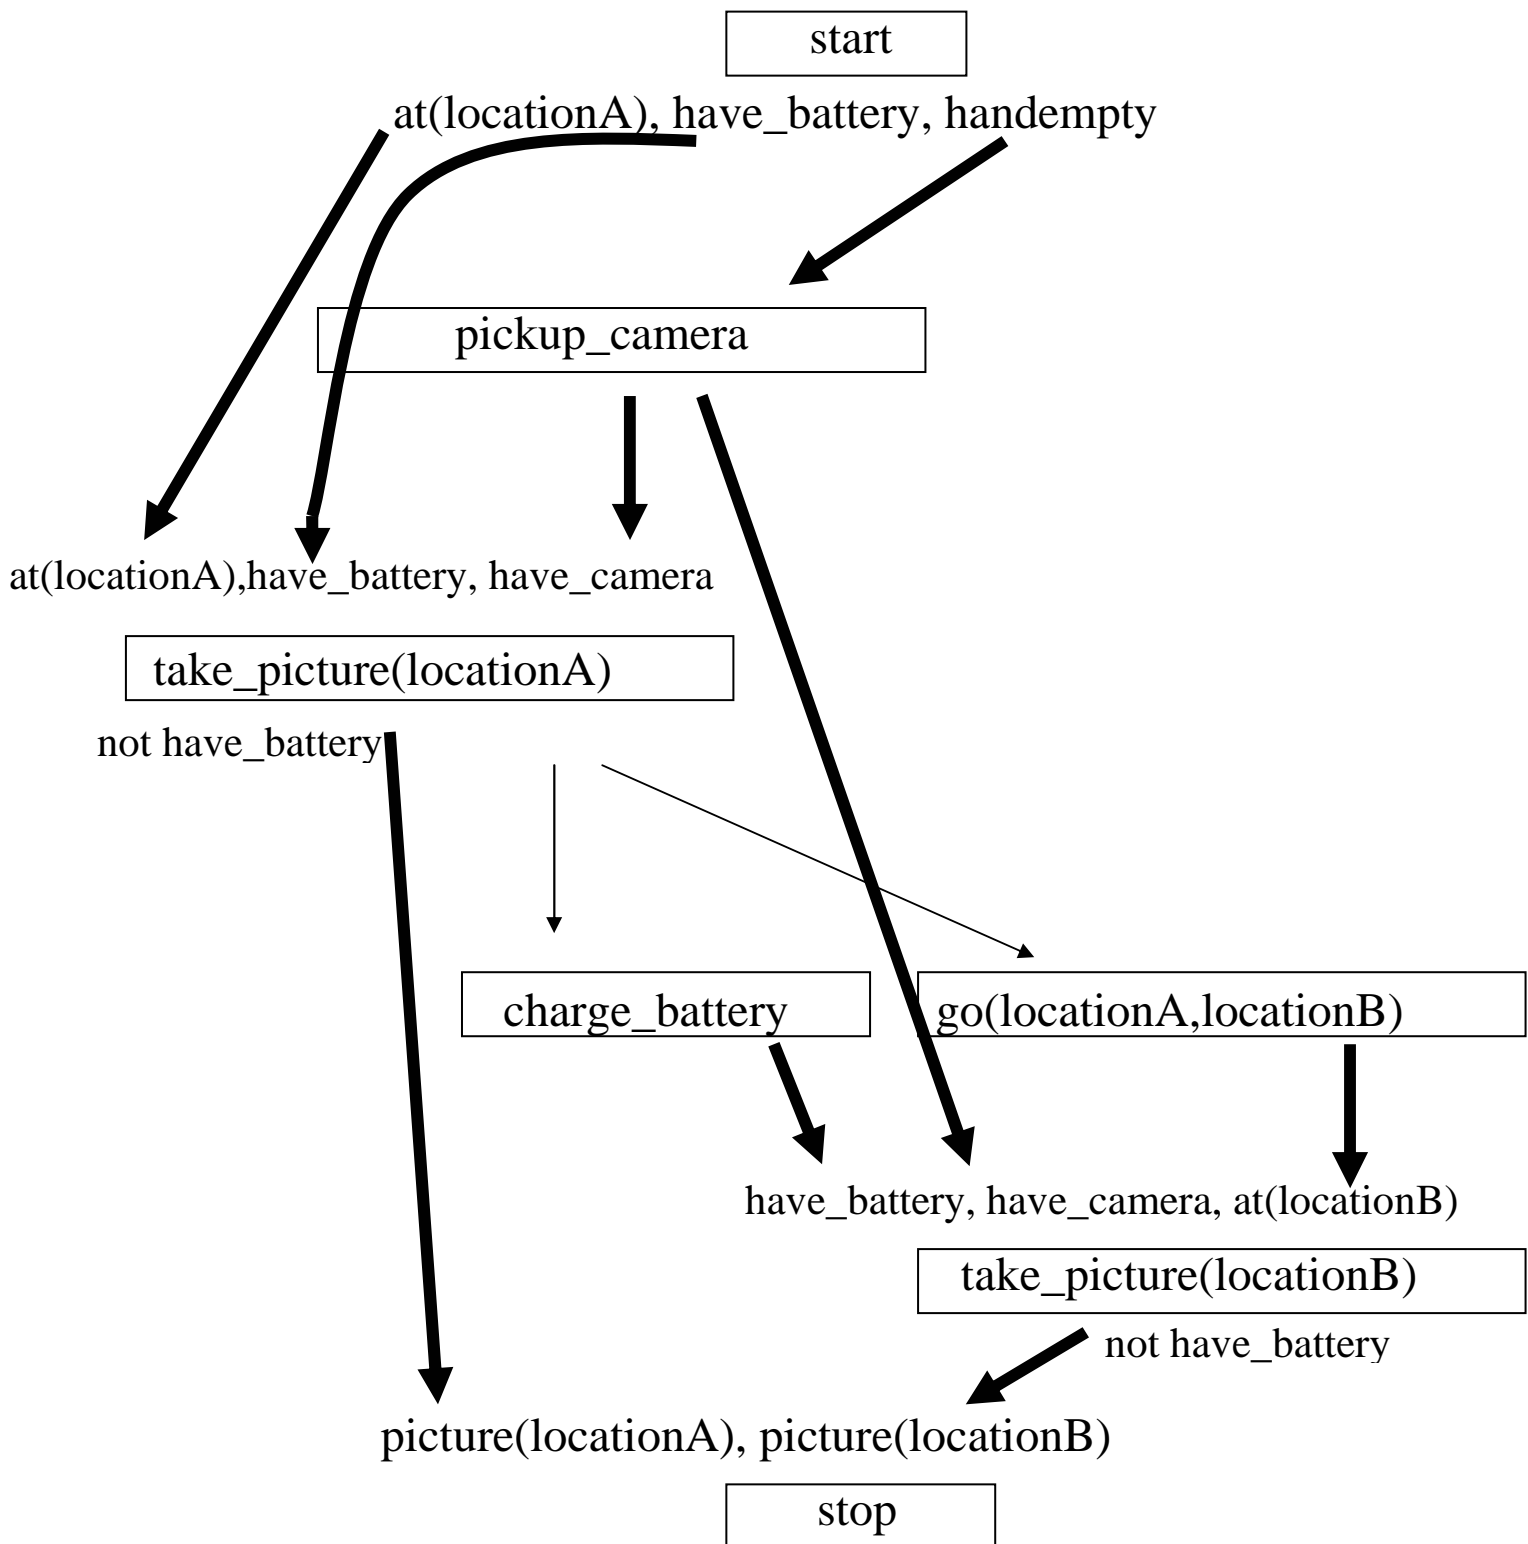 start
at(locationA), have_battery, handempty
pickup_camera
at(locationA),have_battery, have_camera
take_picture(locationA)
not have_battery
charge_battery
go(locationA,locationB)
have_battery, have_camera, at(locationB)
take_picture(locationB)
not have_battery
picture(locationA), picture(locationB)
stop